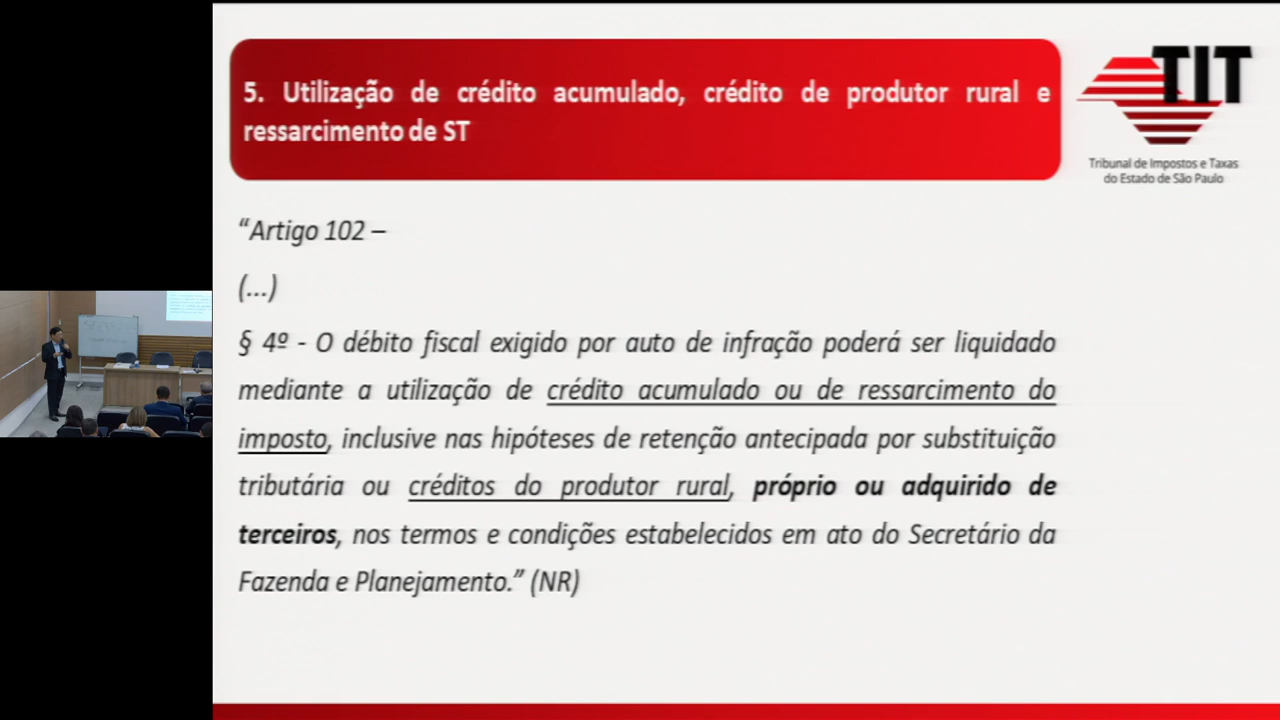 5. Utilização de crédito acumulado, crédito de produtor rural e
ressarcimento de ST
TIT
Tribunal de Impostos e Taxas
do Estado de São Paulo
“Artigo 102 –
(...)
§ 4º - O débito fiscal exigido por auto de infração poderá ser liquidado
mediante a utilização de crédito acumulado ou de ressarcimento do
imposto, inclusive nas hipóteses de retenção antecipada por substituição
tributária ou créditos do produtor rural, próprio ou adquirido de
terceiros, nos termos e condições estabelecidos em ato do Secretário da
Fazenda e Planejamento.” (NR)